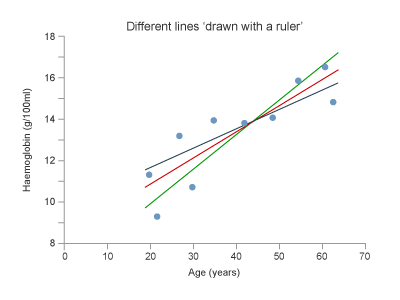 Different lines ‘drawn with a ruler’
Haemoglobin (g/100ml)
18
16
14
12
10
8
0 10 20 30 40 50 60 70
Age (years)